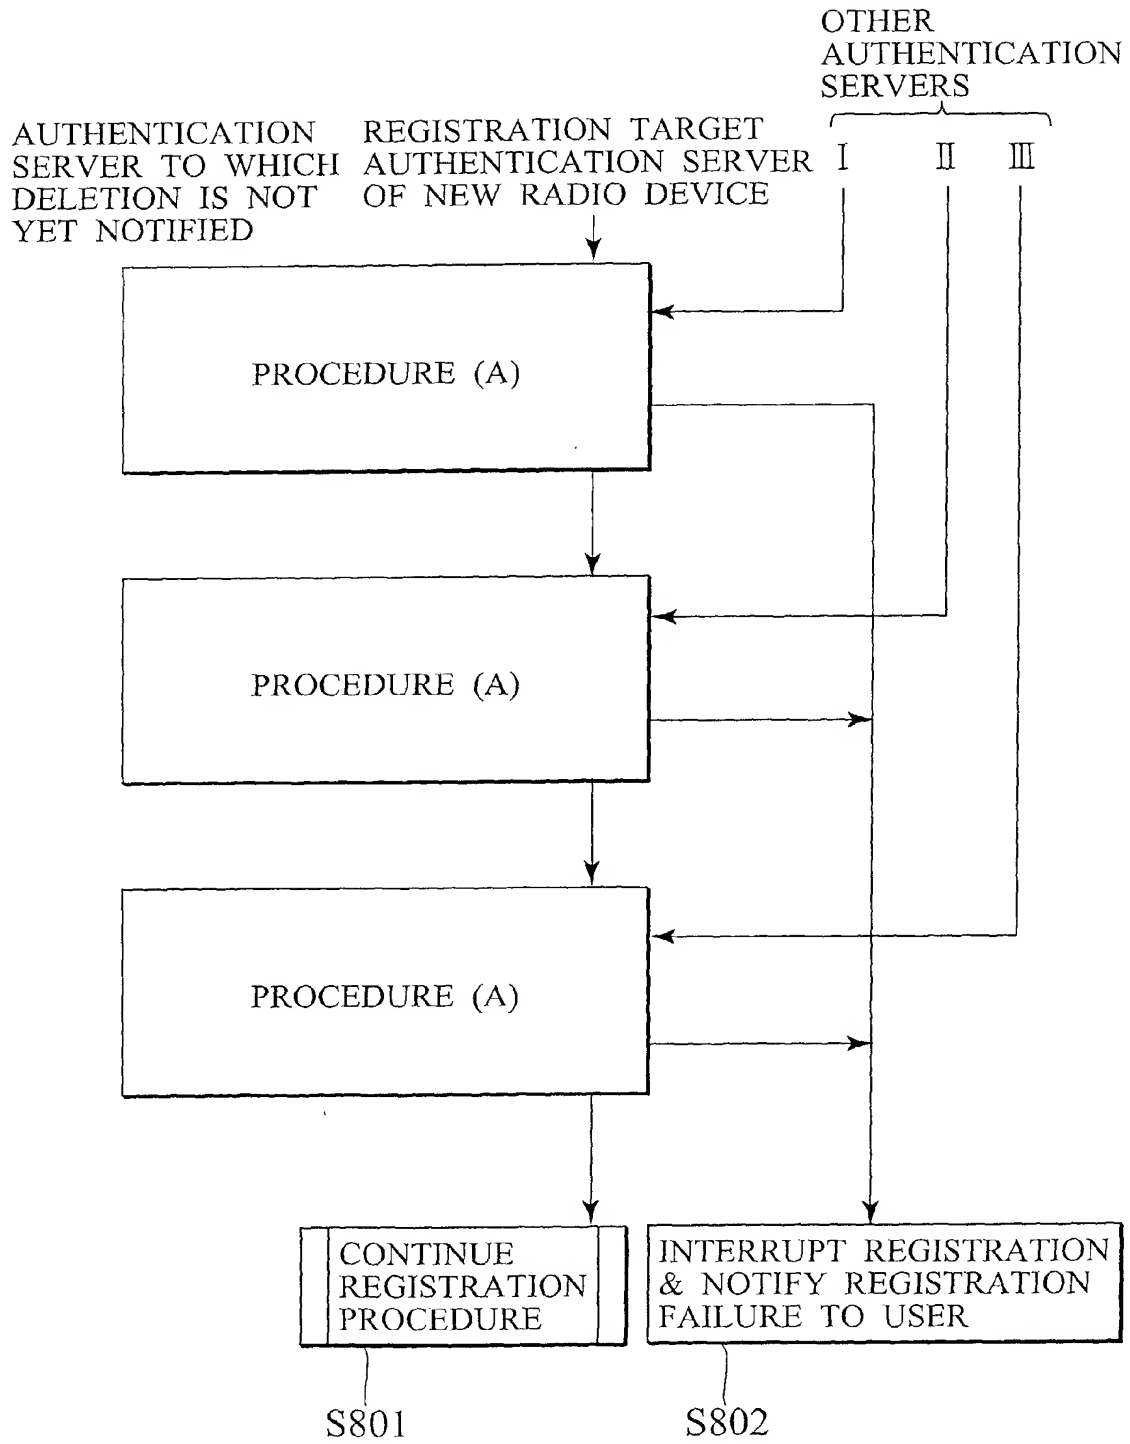 OTHER
AUTHENTICATION
SERVERS
AUTHENTICATION
SERVER TO WHICH
DELETION IS NOT
YET NOTIFIED
REGISTRATION TARGET
AUTHENTICATION SERVER
OF NEW RADIO DEVICE
I
II
III
PROCEDURE (A)
PROCEDURE (A)
PROCEDURE (A)
CONTINUE
REGISTRATION
PROCEDURE
INTERRUPT REGISTRATION
& NOTIFY REGISTRATION
FAILURE TO USER
S801
S802